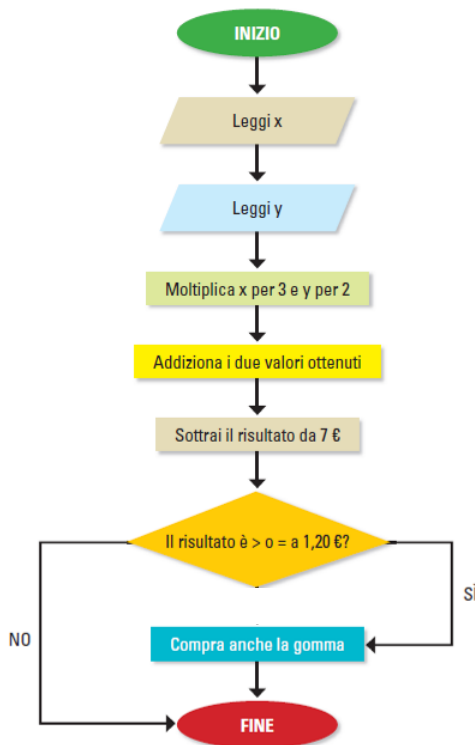 INIZIO
Leggi x
Leggi y
Moltiplica x per 3 e y per 2
Addiziona i due valori ottenuti
Sottrai il risultato da 7 €
Il risultato è > o = a 1,20 €?
SÌ
NO
Compra anche la gomma
FINE